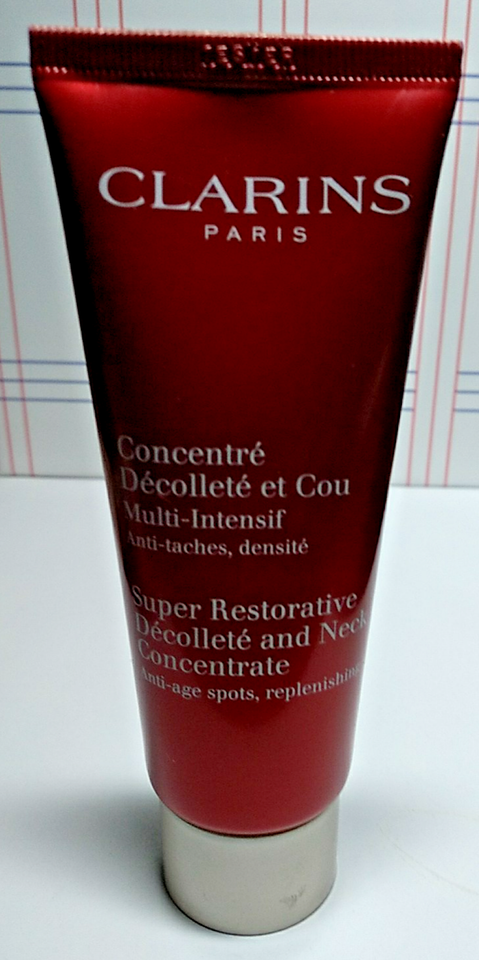 CLARINS
PARIS
Concentré
Décolleté et Cou
Multi-Intensif
Anti-taches, densité
Super Restorative
Décolleté and Neck
Concentrate
Anti-age spots, replenishing